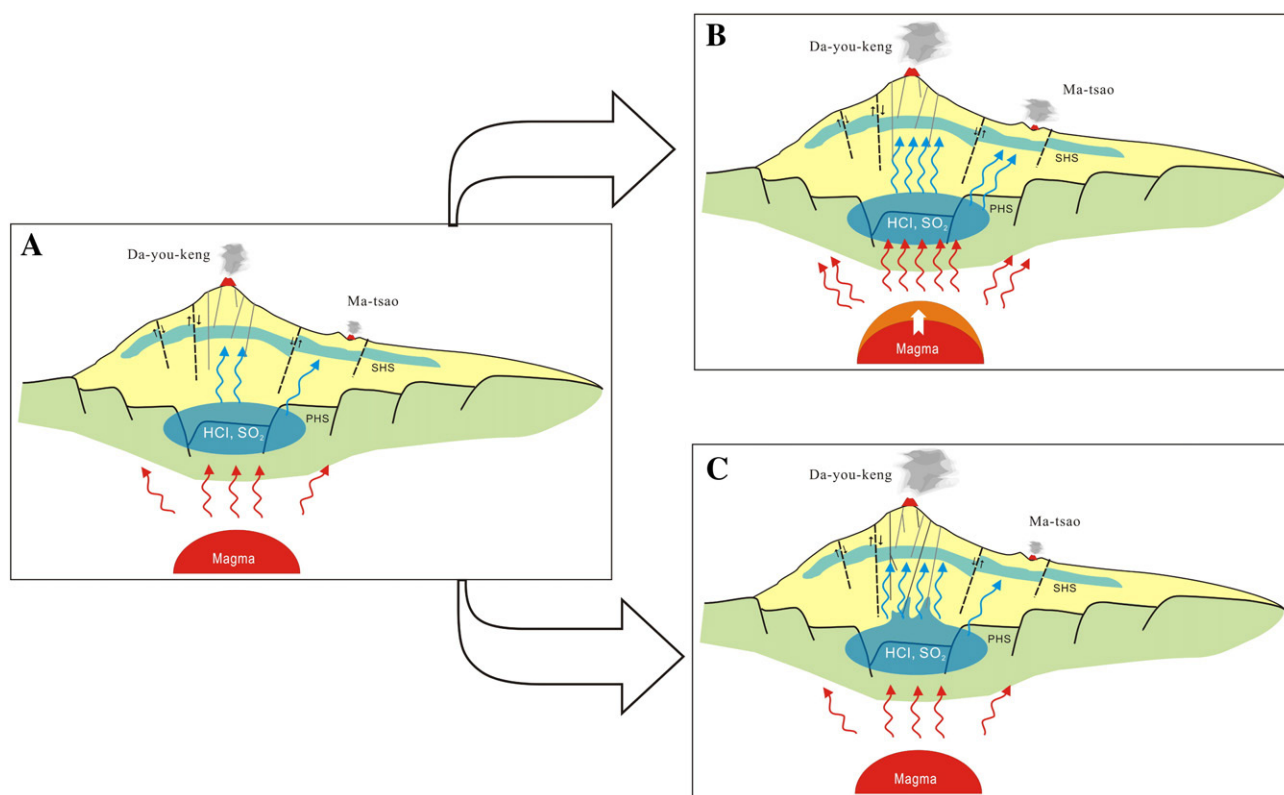 A
Da-you-keng
Ma-tsao
SHS
PHS
HCl, SO₂
Magma
B
Da-you-keng
Ma-tsao
SHS
PHS
HCl, SO₂
Magma
C
Da-you-keng
Ma-tsao
SHS
PHS
HCl, SO₂
Magma